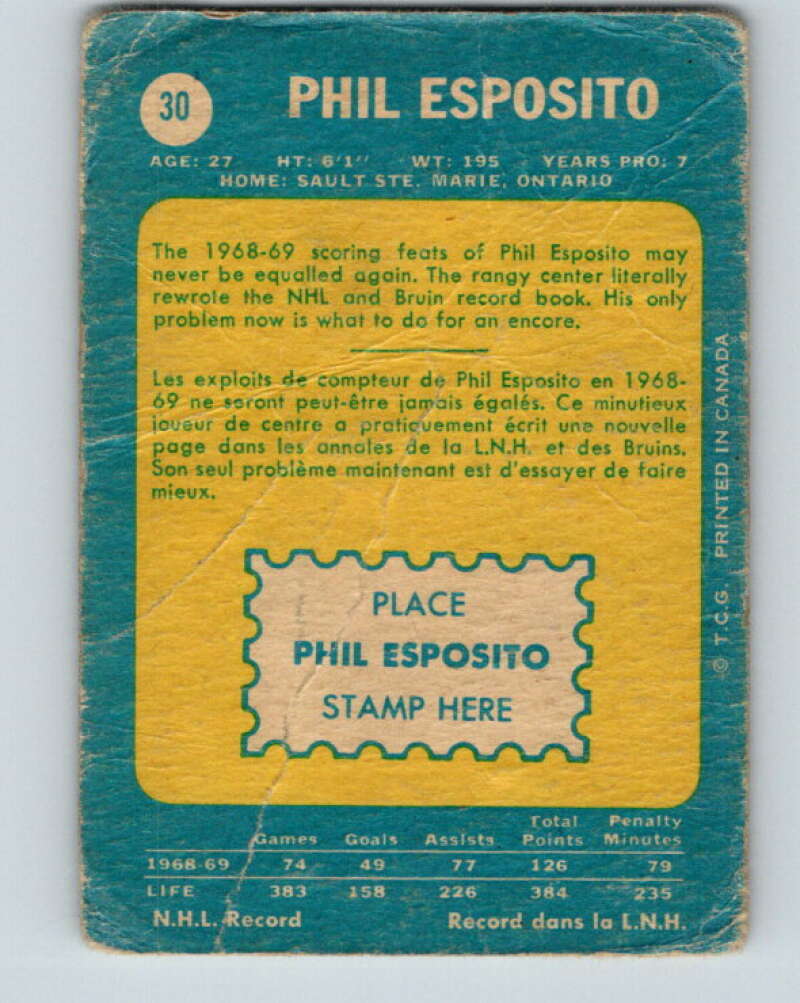 30
PHIL ESPOSITO
AGE: 27 HT: 6'1" WT: 195 YEARS PRO: 7
HOME: SAULT STE. MARIE, ONTARIO
The 1968-69 scoring feats of Phil Esposito may
never be equalled again. The rangy center literally
rewrote the NHL and Bruin record book. His only
problem now is what to do for an encore.
Les exploits de compteur de Phil Esposito en 1968-
69 ne seront peut-être jamais égalés. Ce minutieux
joueur de centre a pratiquement écrit une nouvelle
page dans les annales de la L.N.H. et des Bruins.
Son seul problème maintenant est d'essayer de faire
mieux.
PLACE
PHIL ESPOSITO
STAMP HERE
Total Penalty
Games Goals Assists Points Minutes
1968-69 74 49 77 126 79
LIFE 383 158 226 384 235
N.H.L. Record Record dans la L.N.H.
© T.C.G. PRINTED IN CANADA